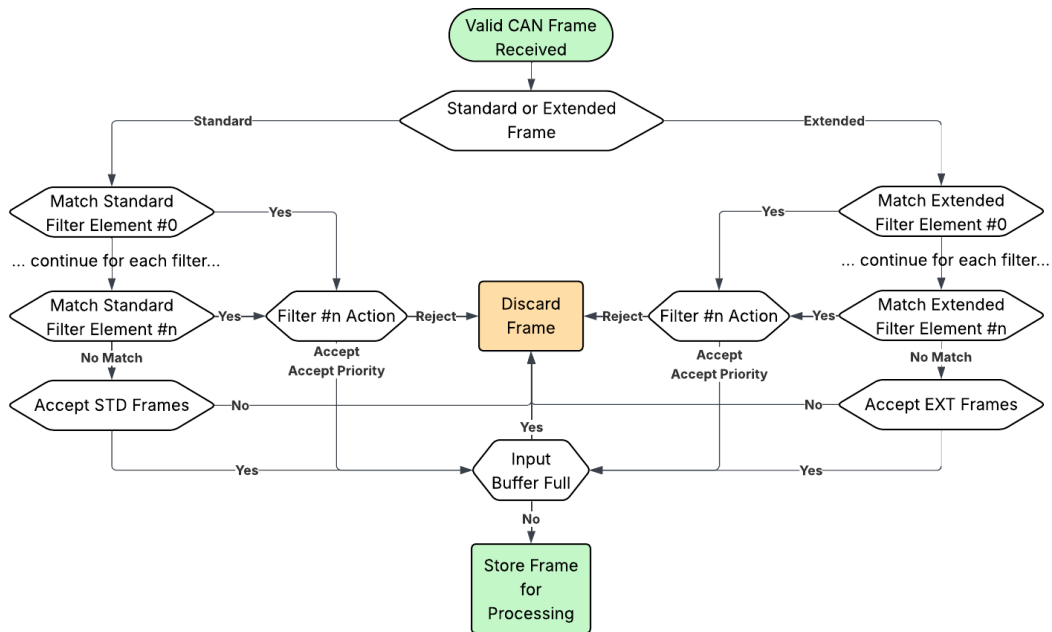 Valid CAN Frame
Received
Standard or Extended
Frame
Standard
Extended
Match Standard
Filter Element #0
Yes
Yes
Match Extended
Filter Element #0
... continue for each filter...
... continue for each filter...
Match Standard
Filter Element #n
Yes
Filter #n Action
Reject
Discard
Frame
Reject
Filter #n Action
Yes
Match Extended
Filter Element #n
No Match
Accept
Accept Priority
Accept
Accept Priority
No Match
Accept STD Frames
No
No
Accept EXT Frames
Yes
Yes
Input
Buffer Full
Yes
No
Store Frame
for
Processing